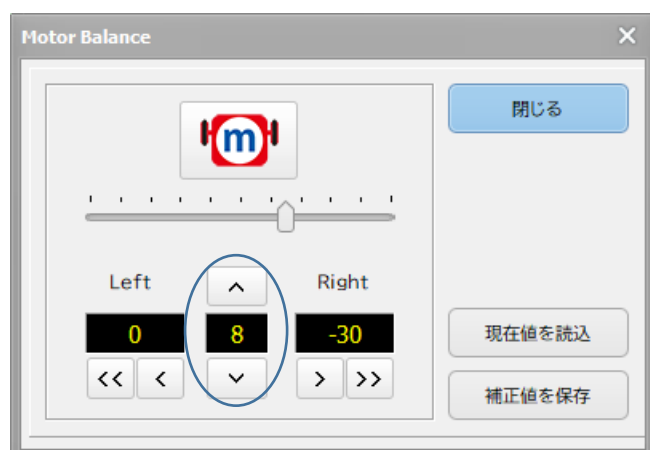 Motor Balance
閉じる
m
Left
Right
0
8
-30
<< <
> >>
現在値を読込
補正値を保存